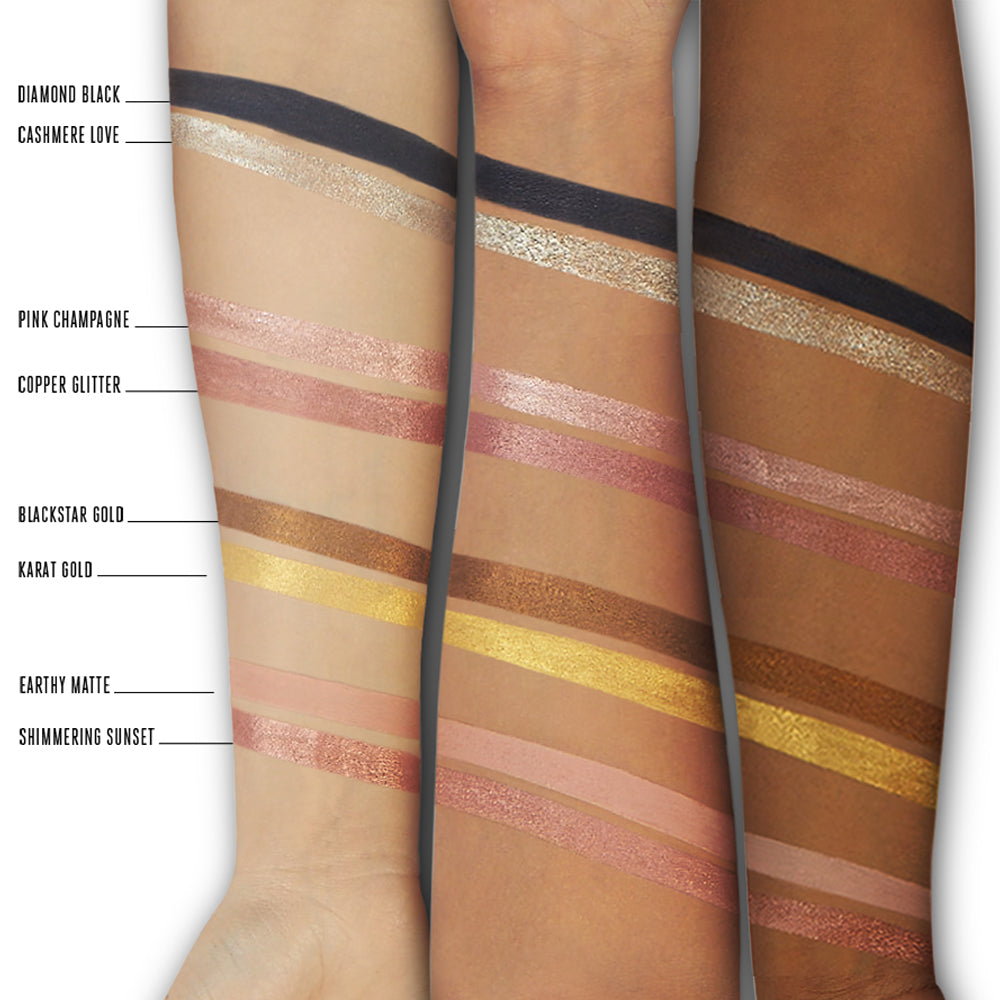 DIAMOND BLACK
CASHMERE LOVE
PINK CHAMPAGNE
COPPER GLITTER
BLACKSTAR GOLD
KARAT GOLD
EARTHY MATTE
SHIMMERING SUNSET